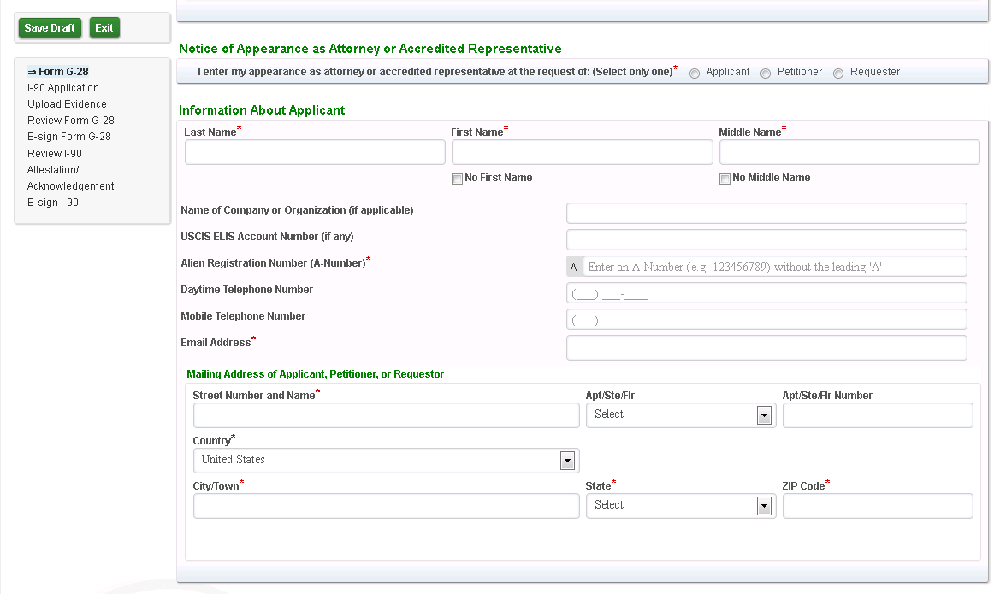 Save Draft Exit
⇒ Form G-28
I-90 Application
Upload Evidence
Review Form G-28
E-sign Form G-28
Review I-90
Attestation/
Acknowledgement
E-sign I-90
Notice of Appearance as Attorney or Accredited Representative
I enter my appearance as attorney or accredited representative at the request of: (Select only one)* Applicant Petitioner Requester
Information About Applicant
Last Name* First Name* Middle Name*
No First Name No Middle Name
Name of Company or Organization (if applicable)
USCIS ELIS Account Number (if any)
Alien Registration Number (A-Number)* A- Enter an A-Number (e.g. 123456789) without the leading 'A'
Daytime Telephone Number (___) ___-____
Mobile Telephone Number (___) ___-____
Email Address*
Mailing Address of Applicant, Petitioner, or Requestor
Street Number and Name* Apt/Ste/Flr Apt/Ste/Flr Number
Select
Country*
United States
City/Town* State* ZIP Code*
Select